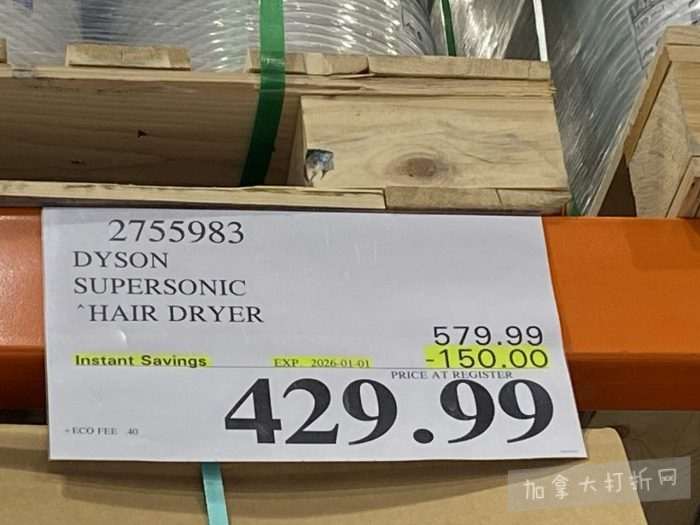 2755983
DYSON
SUPERSONIC
^HAIR DRYER
579.99
Instant Savings EXP. 2026-01-01 -150.00
PRICE AT REGISTER
429.99
+ECO FEE .40
加拿大打折网